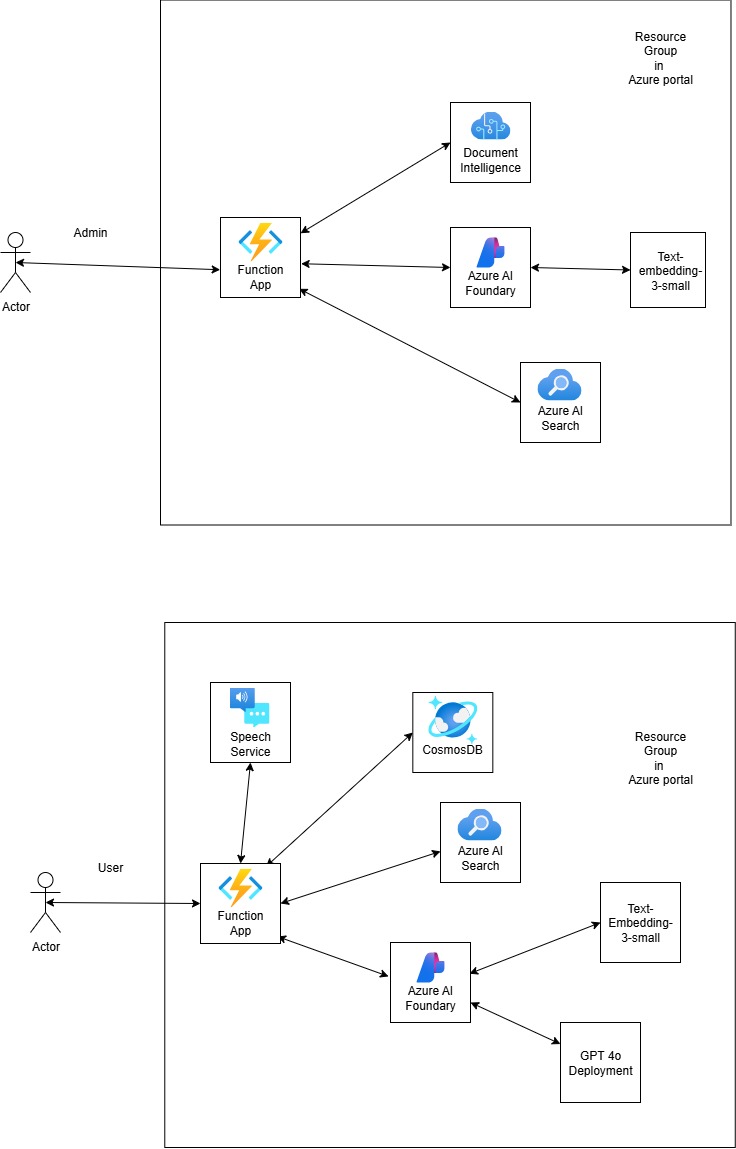 Resource
Group
in
Azure portal
Document
Intelligence
Admin
Function
App
Azure AI
Foundary
Text-
embedding-
3-small
Actor
Azure AI
Search
Speech
Service
CosmosDB
Resource
Group
in
Azure portal
Azure AI
Search
User
Function
App
Text-
Embedding-
3-small
Actor
Azure AI
Foundary
GPT 4o
Deployment